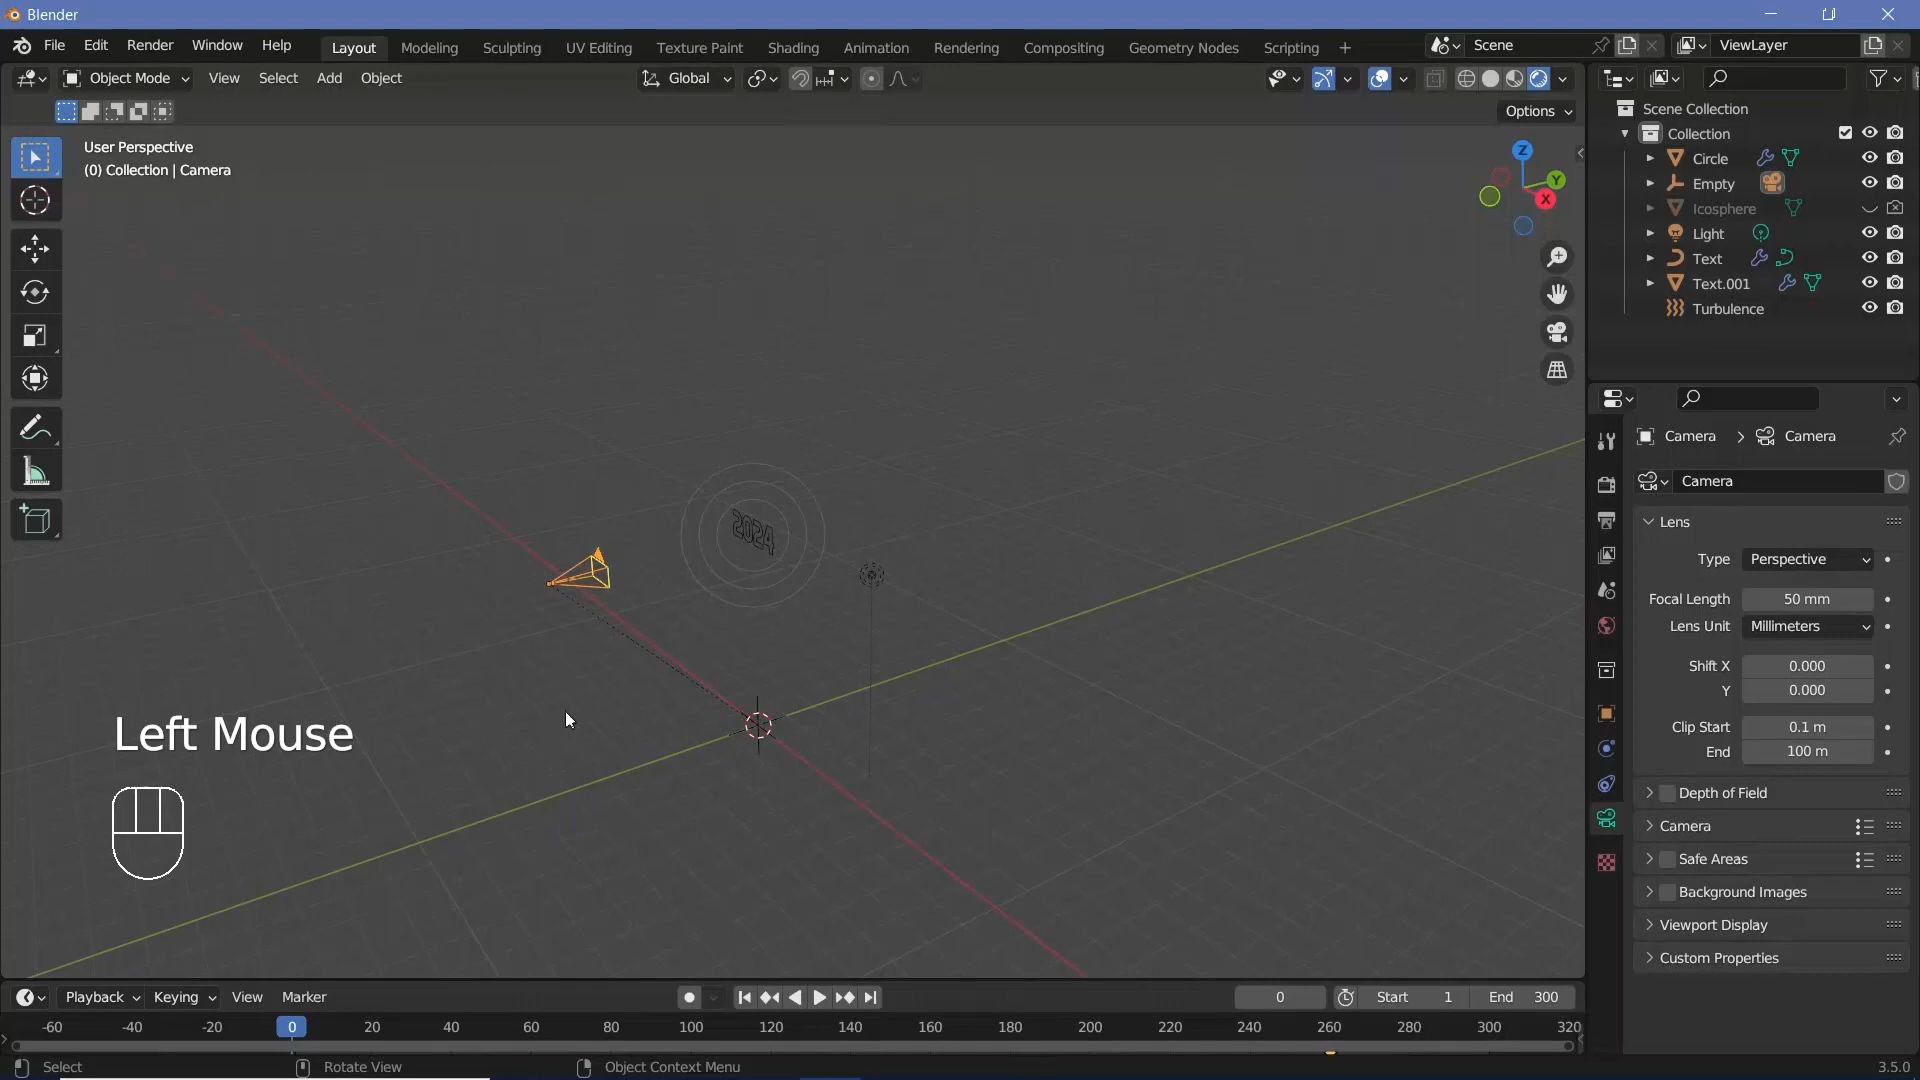 Blender
File Edit Render Window Help Layout Modeling Sculpting UV Editing Texture Paint Shading Animation Rendering Compositing Geometry Nodes Scripting + Scene ViewLayer
Object Mode View Select Add Object Global
Options
User Perspective
(0) Collection | Camera
Z
Y
X
2024
Left Mouse
Scene Collection
Collection
Circle
Empty
Icosphere
Light
Text
Text.001
Turbulence
Camera > Camera
Camera
Lens
Type Perspective
Focal Length 50 mm
Lens Unit Millimeters
Shift X 0.000
Y 0.000
Clip Start 0.1 m
End 100 m
Depth of Field
Camera
Safe Areas
Background Images
Viewport Display
Custom Properties
Playback Keying View Marker 0 Start 1 End 300
-60 -40 -20 0 20 40 60 80 100 120 140 160 180 200 220 240 260 280 300 320
Select Rotate View Object Context Menu 3.5.0